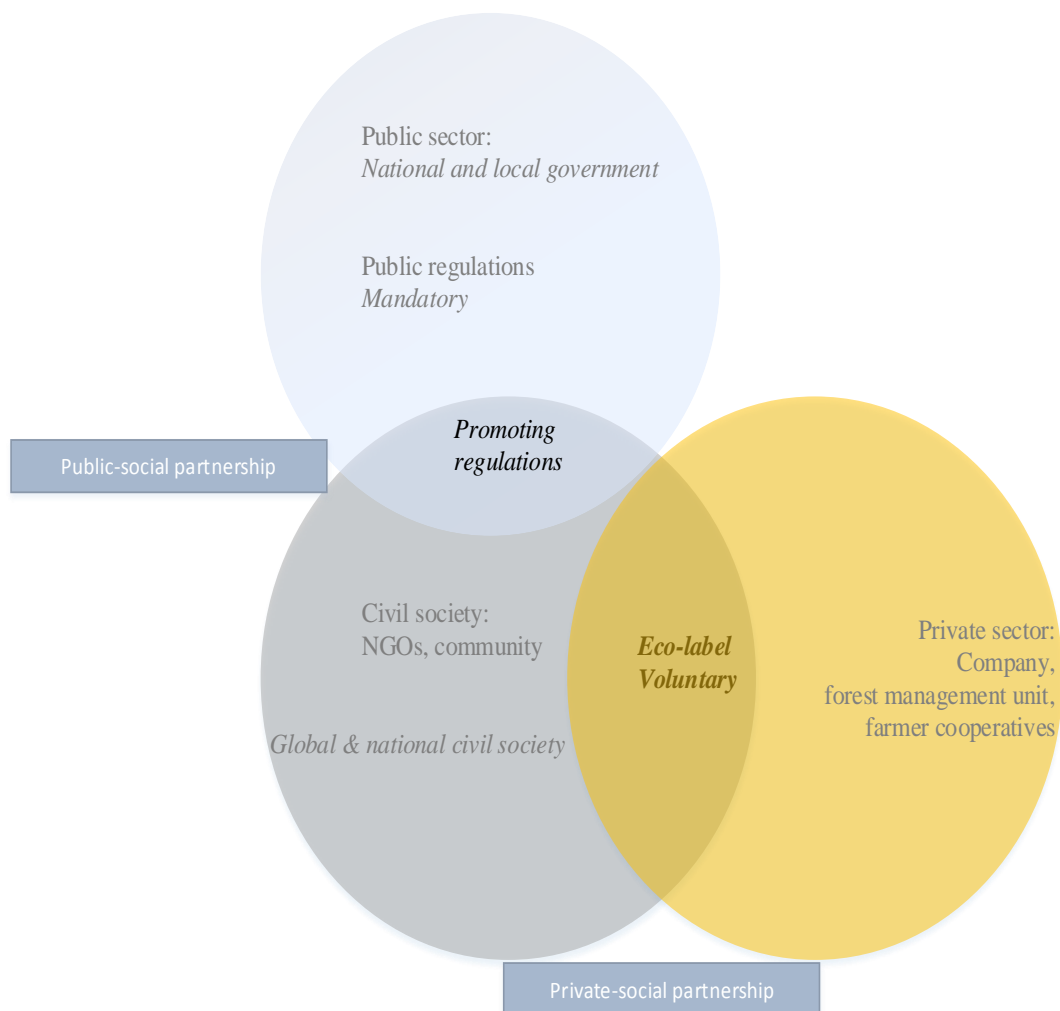 Public sector:
National and local government
Public regulations
Mandatory
Promoting
regulations
Public-social partnership
Civil society:
NGOs, community
Global & national civil society
Eco-label
Voluntary
Private sector:
Company,
forest management unit,
farmer cooperatives
Private-social partnership